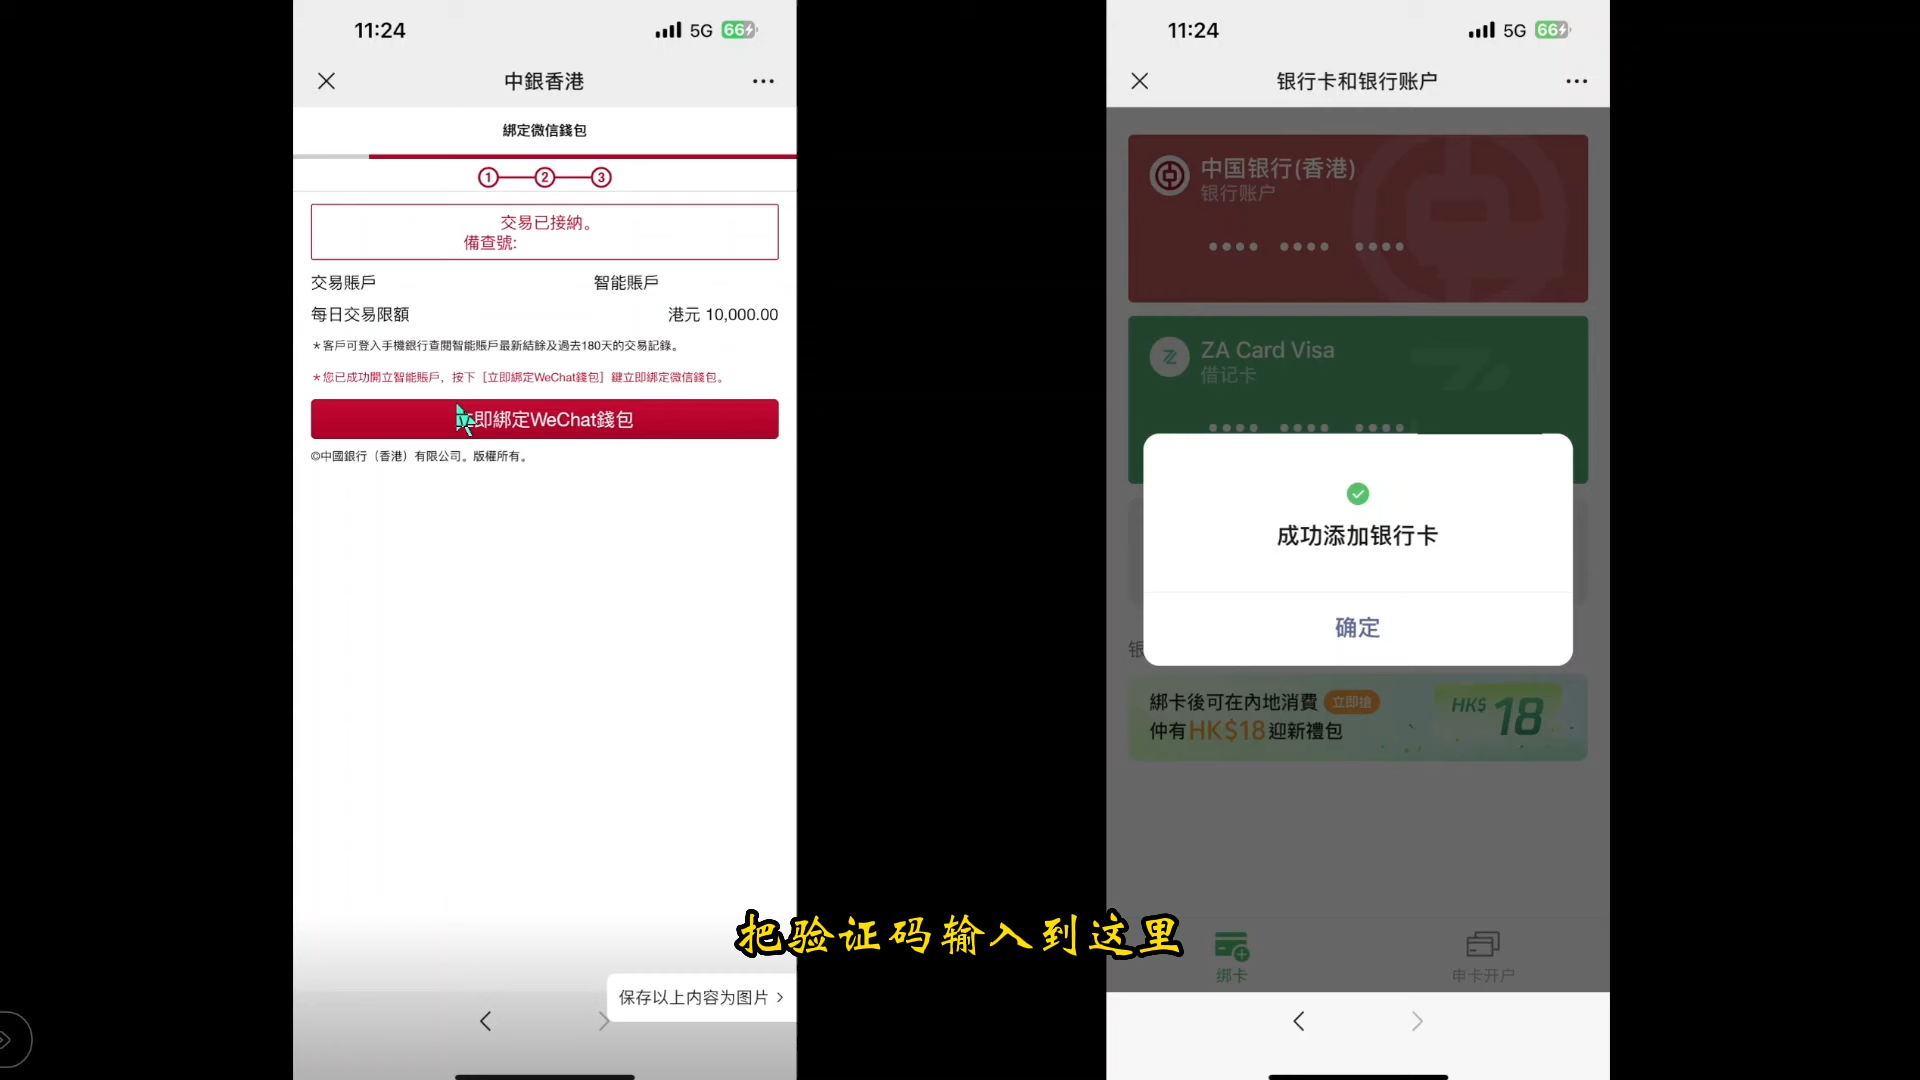 11:24
5G 66
中銀香港
綁定微信錢包
1 2 3
交易已接納。
備查號:
交易賬戶 智能賬戶
每日交易限額 港元 10,000.00
*客戶可登入手機銀行查閱智能賬戶最新結餘及過去180天的交易記錄。
*您已成功開立智能賬戶，按下［立即綁定WeChat錢包］鍵立即綁定微信錢包。
即綁定WeChat錢包
©中國銀行（香港）有限公司。版權所有。
保存以上内容为图片
11:24
5G 66
银行卡和银行账户
中国银行(香港)
银行账户
ZA Card Visa
借记卡
成功添加银行卡
确定
银
綁卡後可在內地消費 立即搶
仲有HK$18迎新禮包
HK$ 18
绑卡 申卡开户
把验证码输入到这里